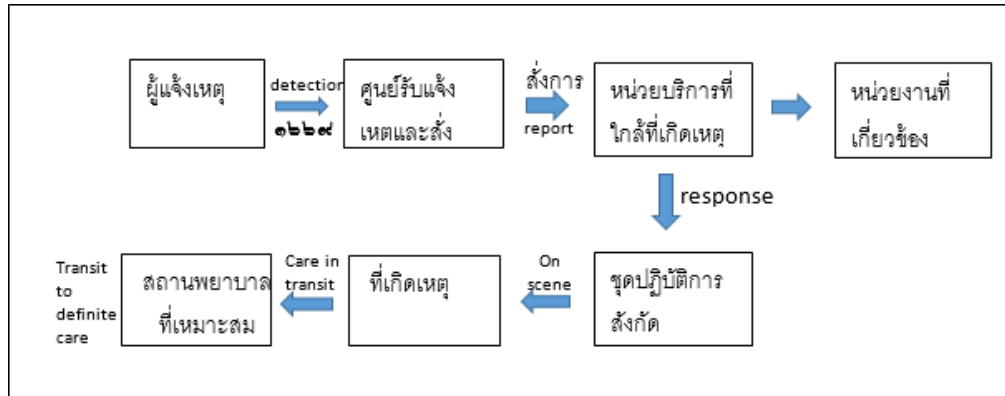 ผู้แจ้งเหตุ
detection
๑๖๖๙
ศูนย์รับแจ้ง
เหตและสั่ง
สั่งการ
report
หน่วยบริการที่
ใกล้ที่เกิดเหตุ
หน่วยงานที่
เกี่ยวข้อง
response
Transit
to
definite
care
สถานพยาบาล
ที่เหมาะสม
Care in
transit
ที่เกิดเหตุ
On
scene
ชุดปฏิบัติการ
สังกัด